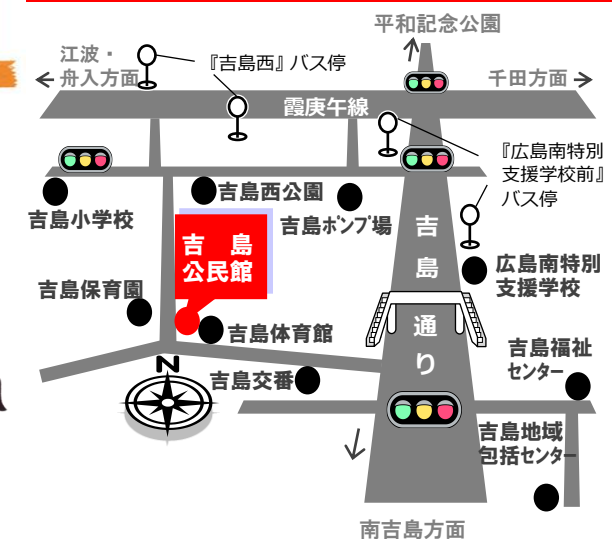 平和記念公園
江波・
舟入方面
『吉島西』バス停
千田方面
霞庚午線
『広島南特別
支援学校前』
バス停
吉島小学校
吉島西公園
吉島ポンプ場
吉島通り
吉　島
公民館
広島南特別
支援学校
吉島保育園
吉島体育館
吉島福祉
センター
N
吉島交番
吉島地域
包括センター
南吉島方面